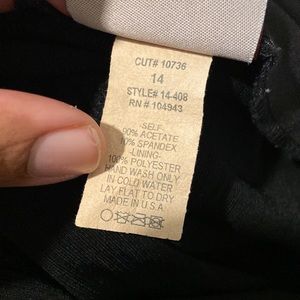 CUT# 10736
14
STYLE# 14-408
RN # 104943
-SELF-
90% ACETATE
10% SPANDEX
-LINING-
100% POLYESTER
HAND WASH ONLY
IN COLD WATER
LAY FLAT TO DRY
MADE IN U.S.A